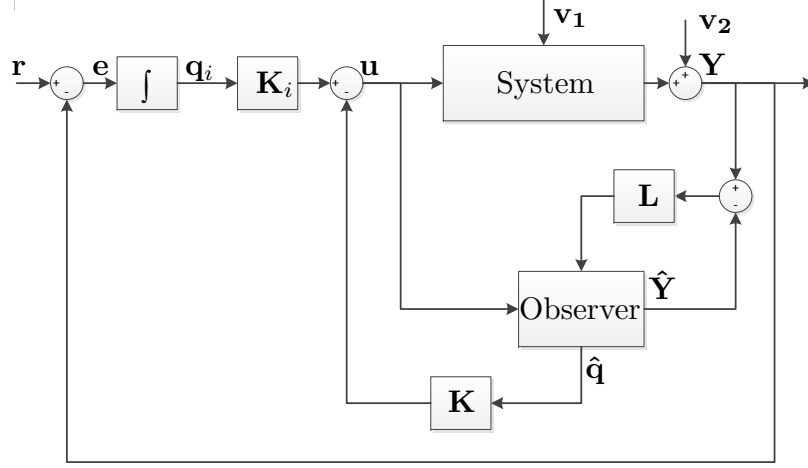 v₁
v₂
r
+
-
e
∫
qᵢ
Kᵢ
+
-
u
System
+
+
Y
L
+
-
Observer
Ŷ
q̂
K